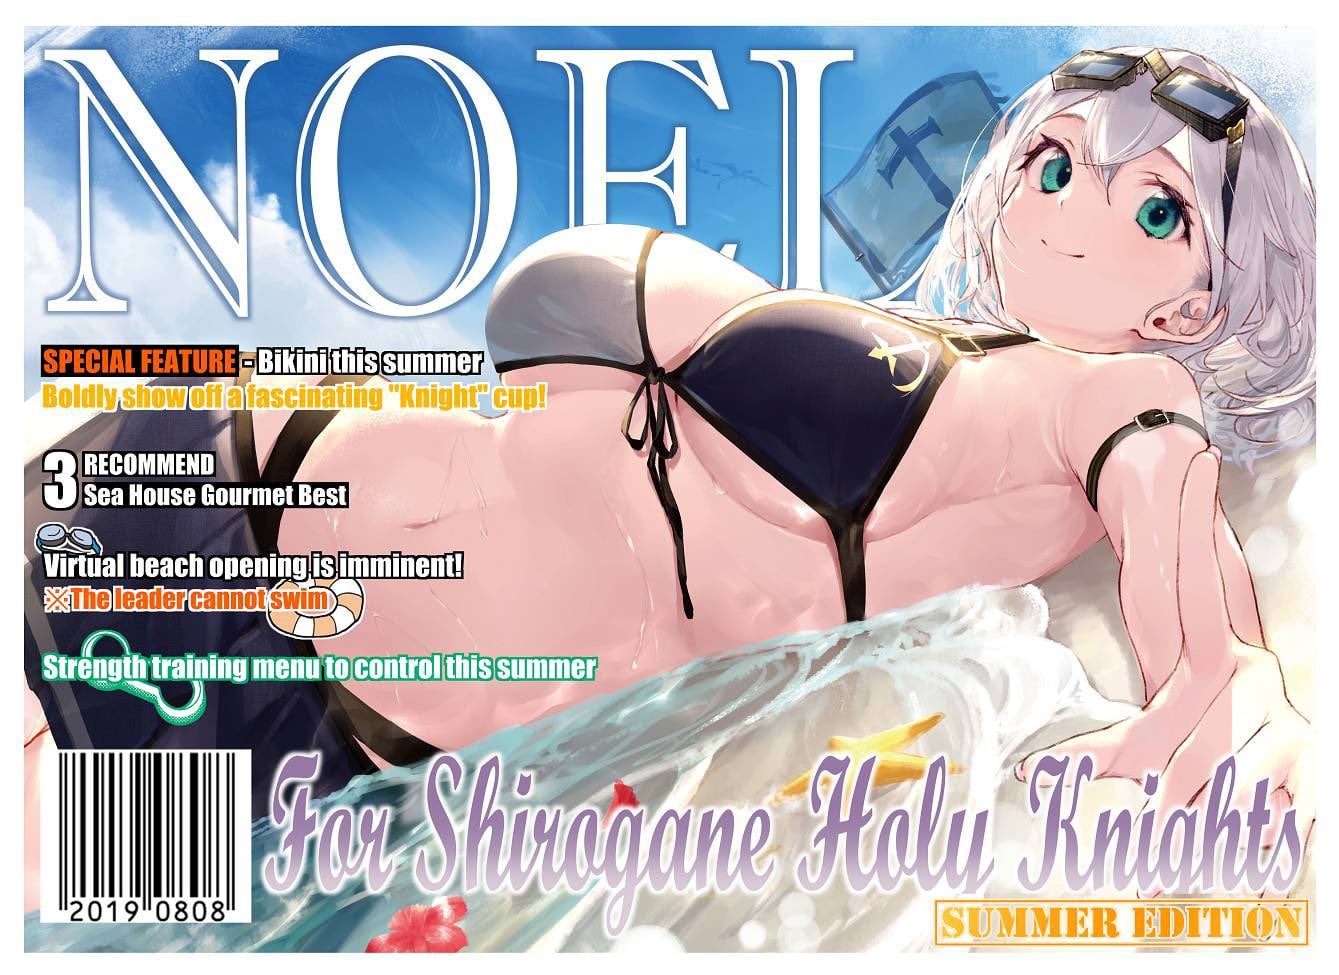 NOEL
SPECIAL FEATURE - Bikini this summer
Boldly show off a fascinating "Knight" cup!
3 RECOMMEND
Sea House Gourmet Best
Virtual beach opening is imminent!
※The leader cannot swim
Strength training menu to control this summer
For Shirogane Holy Knights
2019 0808
SUMMER EDITION